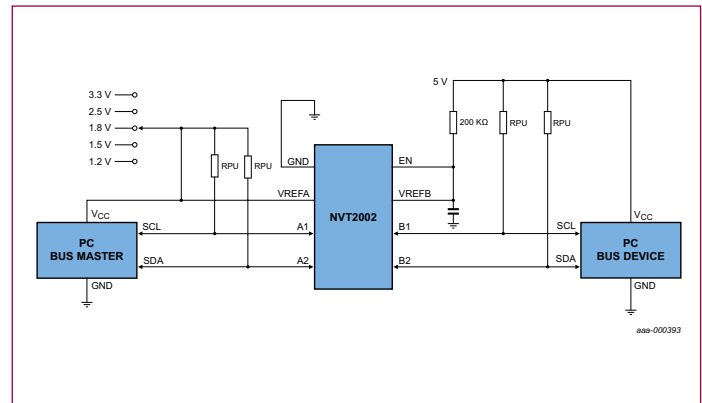 5 V
3.3 V
2.5 V
1.8 V
1.5 V
1.2 V
200 KΩ
RPU
RPU
RPU
RPU
GND
EN
VREFA
VREFB
NVT2002
VCC
VCC
SCL
A1
B1
SCL
PC
BUS MASTER
PC
BUS DEVICE
SDA
A2
B2
SDA
GND
GND
aaa-000393